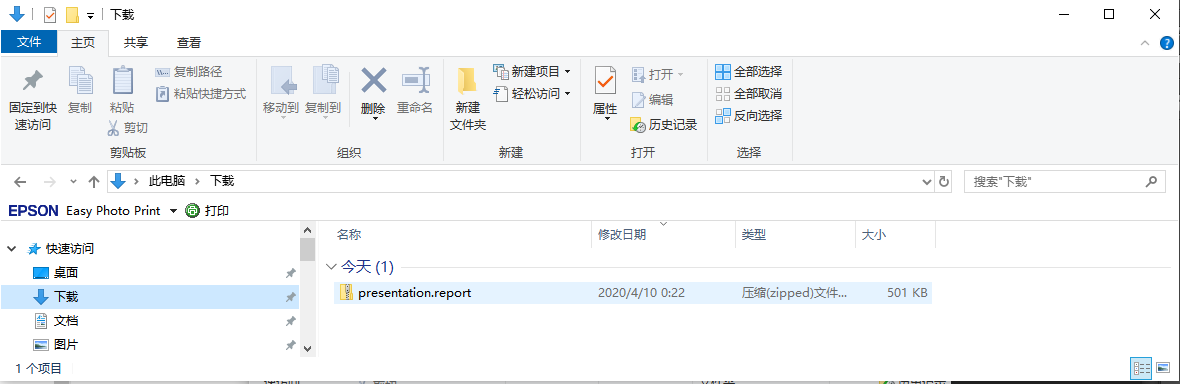 下载
文件 主页 共享 查看
固定到快速访问
复制
粘贴
复制路径
粘贴快捷方式
剪切
剪贴板
移动到 复制到 删除 重命名
组织
新建文件夹
新建项目
轻松访问
新建
属性
打开
编辑
历史记录
打开
全部选择
全部取消
反向选择
选择
此电脑 下载
搜索"下载"
EPSON Easy Photo Print 打印
快速访问
桌面
下载
文档
图片
名称 修改日期 类型 大小
今天 (1)
presentation.report 2020/4/10 0:22 压缩(zipped)文件... 501 KB
1 个项目